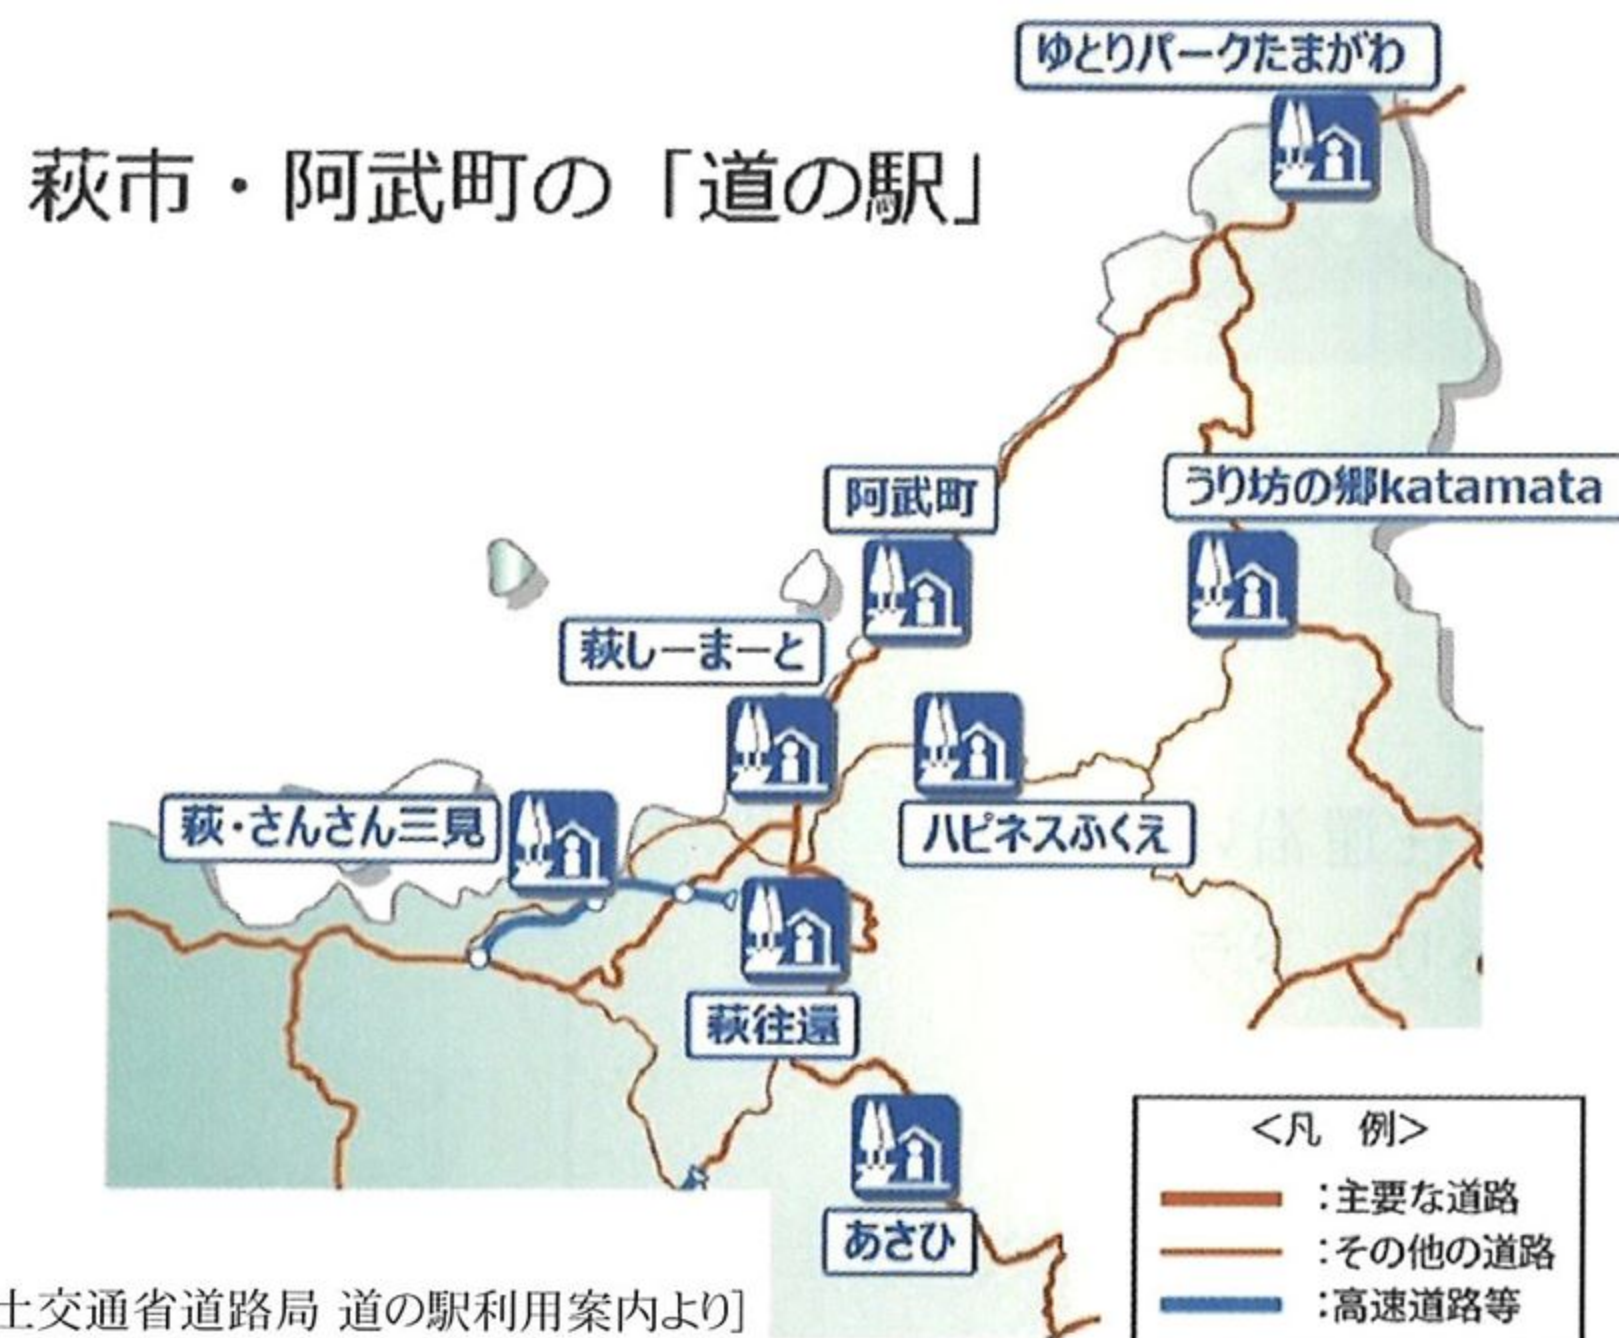 ゆとりパークたまがわ
萩市・阿武町の「道の駅」
阿武町
うり坊の郷katamata
萩しーまーと
萩・さんさん三見
ハピネスふくえ
萩往還
あさひ
<凡 例>
:主要な道路
:その他の道路
:高速道路等
土交通省道路局 道の駅利用案内より]